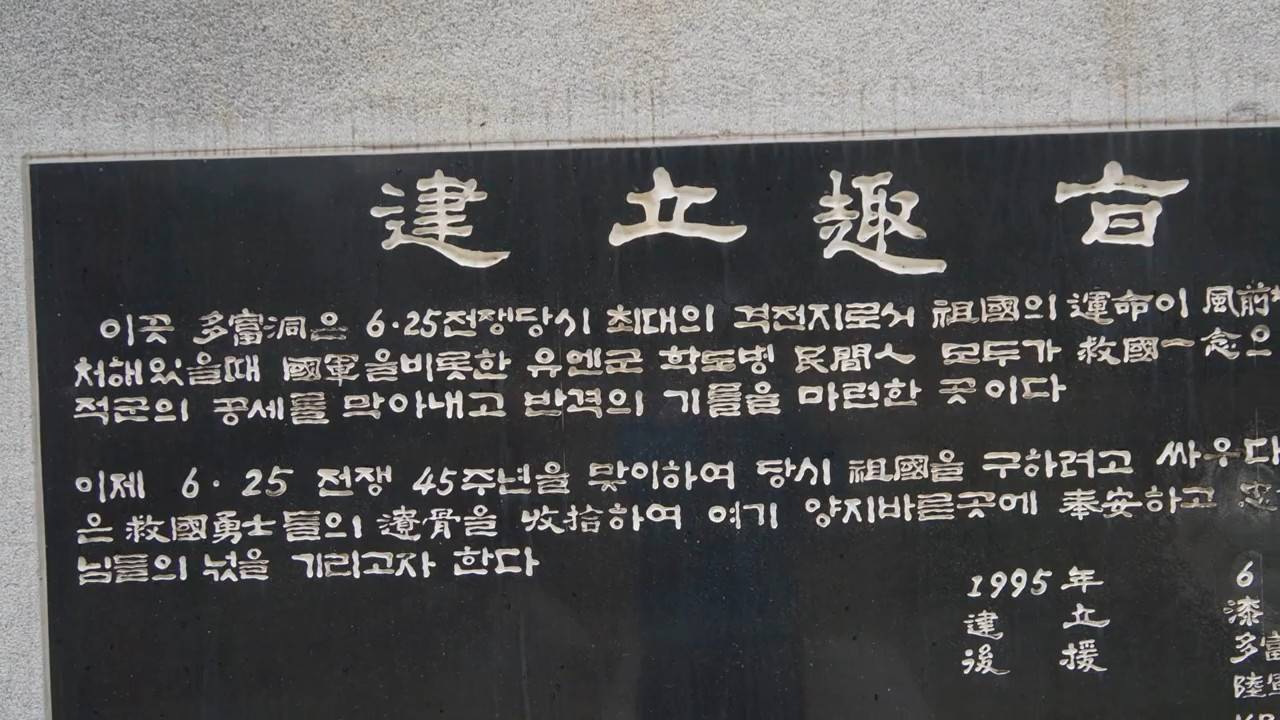 建立趣旨
이곳 多富洞은 6·25전쟁당시 최대의 격전지로서 祖國의 運命이 風前
처해있을때 國軍을비롯한 유엔군 학도병 民間人 모두가 救國一念으
적군의 공세를 막아내고 반격의 기틀을 마련한 곳이다
이제 6·25 전쟁 45주년을 맞이하여 당시 祖國을 구하려고 싸우다
은 救國勇士들의 遺骨을 收拾하여 여기 양지바른곳에 奉安하고
님들의 넋을 기리고자 한다
1995年 6
建立 漆
後援 多富
陸軍